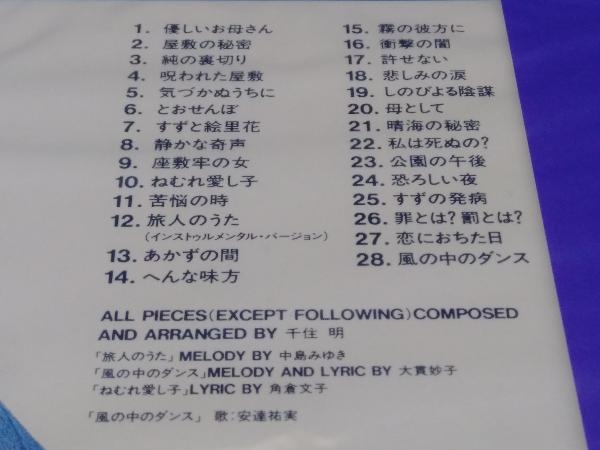 1. 優しいお母さん
2. 屋敷の秘密
3. 純の裏切り
4. 呪われた屋敷
5. 気づかぬうちに
6. とおせんぼ
7. すずと絵里花
8. 静かな奇声
9. 座敷牢の女
10. ねむれ愛し子
11. 苦悩の時
12. 旅人のうた
(インストゥルメンタル・バージョン)
13. あかずの間
14. へんな味方
15. 霧の彼方に
16. 衝撃の闇
17. 許せない
18. 悲しみの涙
19. しのびよる陰謀
20. 母として
21. 晴海の秘密
22. 私は死ぬの?
23. 公園の午後
24. 恐ろしい夜
25. すずの発病
26. 罪とは? 罰とは?
27. 恋におちた日
28. 風の中のダンス
ALL PIECES(EXCEPT FOLLOWING)COMPOSED
AND ARRANGED BY 千住 明
「旅人のうた」MELODY BY 中島みゆき
「風の中のダンス」MELODY AND LYRIC BY 大貫妙子
「ねむれ愛し子」LYRIC BY 角倉文子
「風の中のダンス」 歌:安達祐実